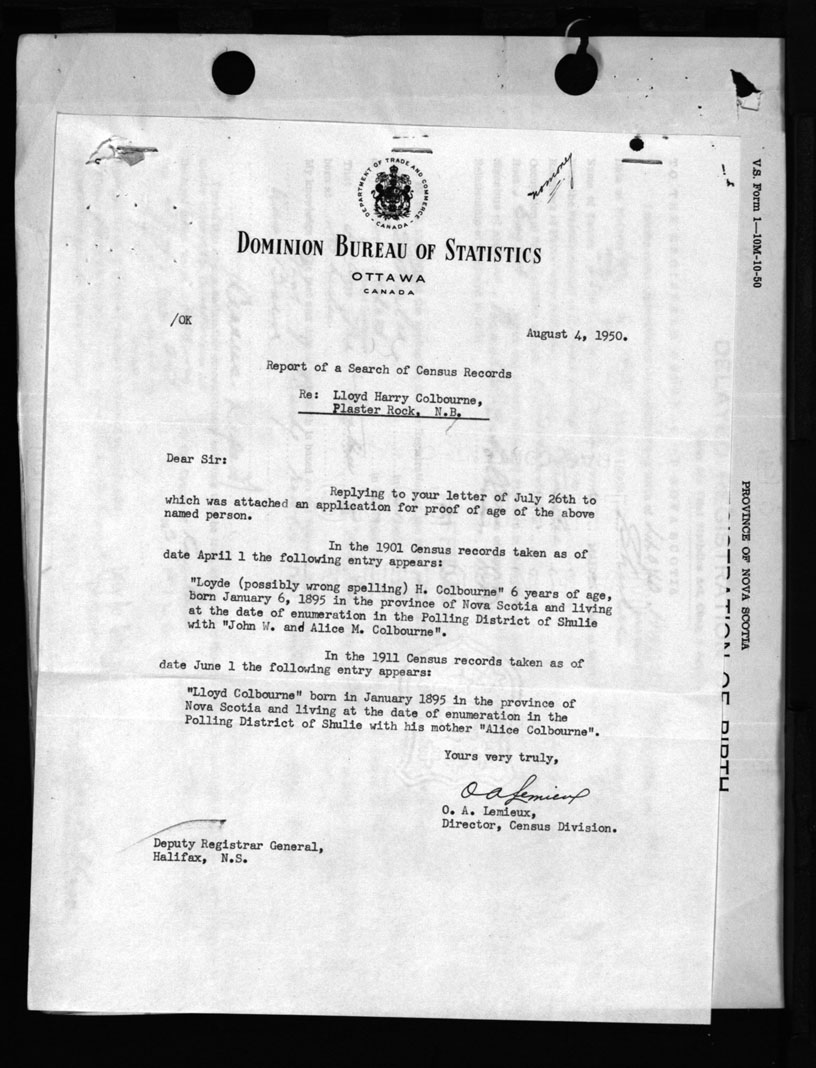 DEPARTMENT OF TRADE AND COMMERCE
CANADA
no money
DOMINION BUREAU OF STATISTICS
OTTAWA
CANADA
/OK
August 4, 1950.
Report of a Search of Census Records
Re: Lloyd Harry Colbourne,
Plaster Rock, N.B.
Dear Sir:
Replying to your letter of July 26th to
which was attached an application for proof of age of the above
named person.
In the 1901 Census records taken as of
date April 1 the following entry appears:
"Loyde (possibly wrong spelling) H. Colbourne" 6 years of age,
born January 6, 1895 in the province of Nova Scotia and living
at the date of enumeration in the Polling District of Shulie
with "John W. and Alice M. Colbourne".
In the 1911 Census records taken as of
date June 1 the following entry appears:
"Lloyd Colbourne" born in January 1895 in the province of
Nova Scotia and living at the date of enumeration in the
Polling District of Shulie with his mother "Alice Colbourne".
Yours very truly,
O A Lemieux
O. A. Lemieux,
Director, Census Division.
Deputy Registrar General,
Halifax, N.S.
V.S. Form 1—10M-10-50
PROVINCE OF NOVA SCOTIA
OF BIRTH